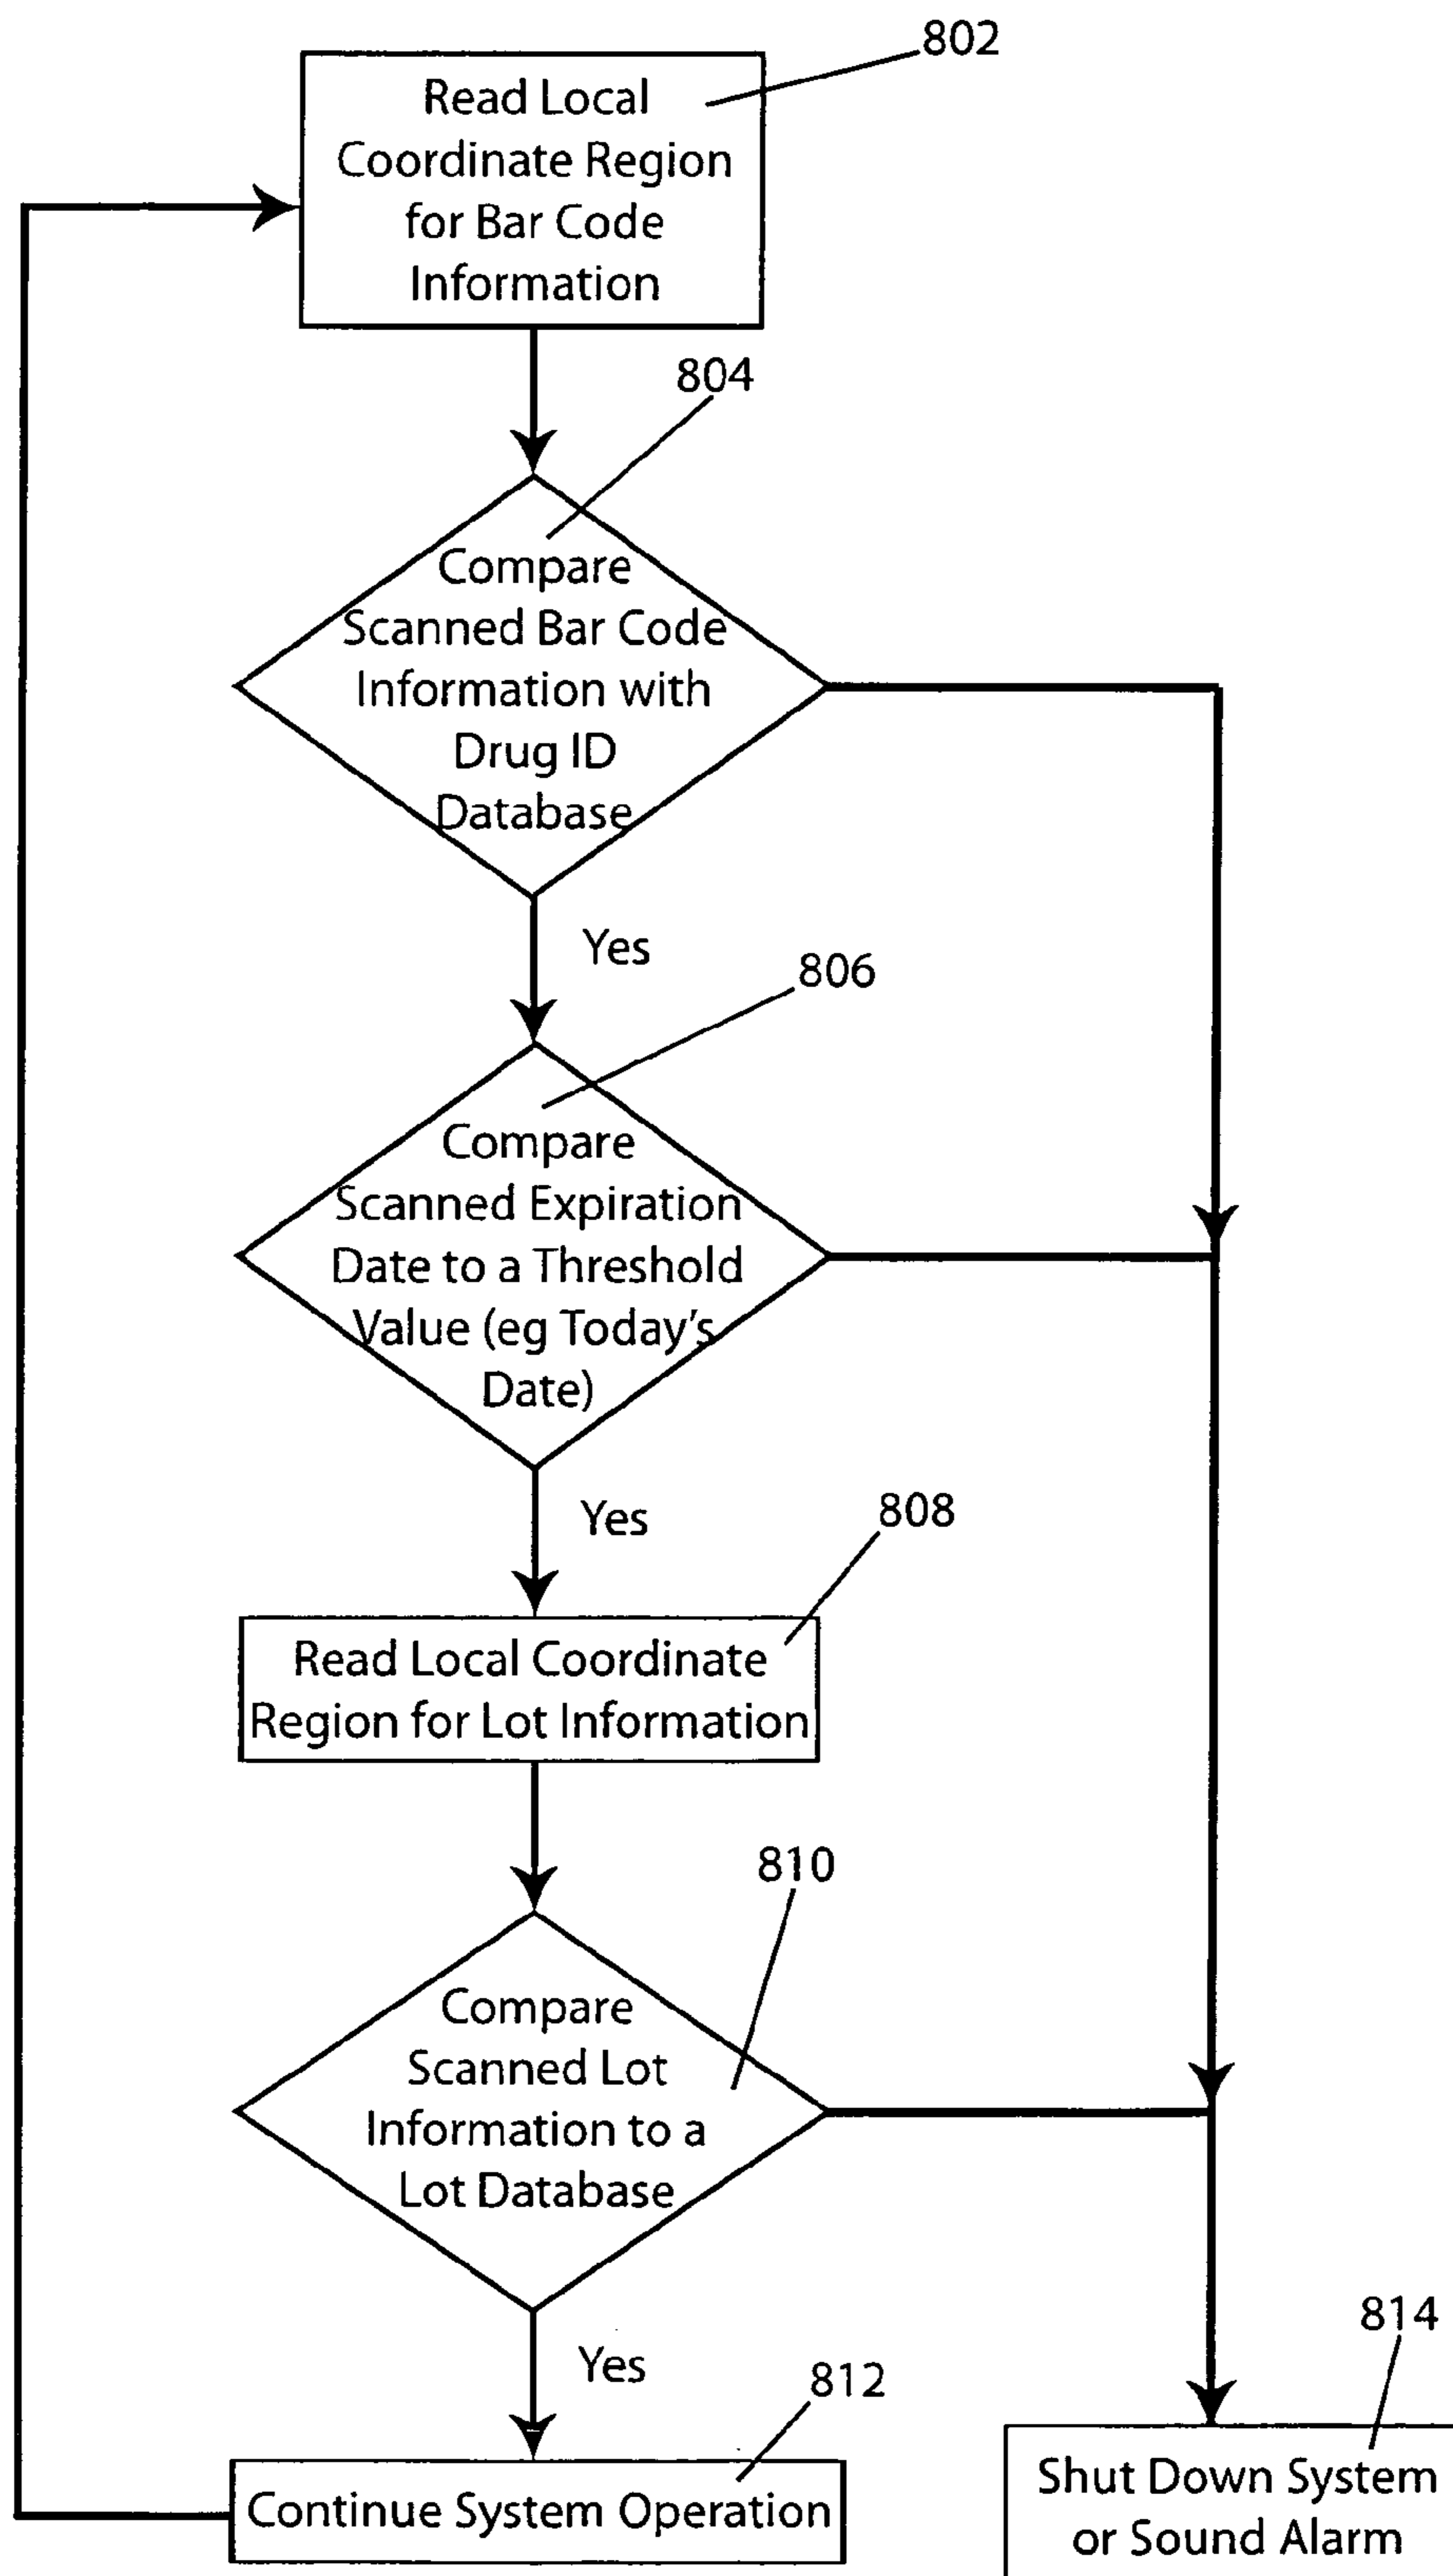 802
Read Local
Coordinate Region
for Bar Code
Information
804
Compare
Scanned Bar Code
Information with
Drug ID
Database
Yes
806
Compare
Scanned Expiration
Date to a Threshold
Value (eg Today's
Date)
Yes
808
Read Local Coordinate
Region for Lot Information
810
Compare
Scanned Lot
Information to a
Lot Database
Yes
812
Continue System Operation
814
Shut Down System
or Sound Alarm